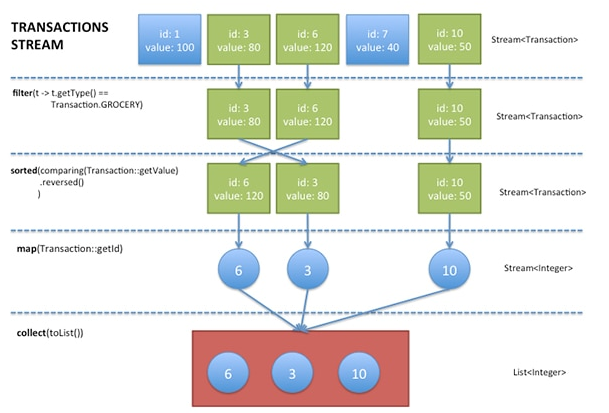 TRANSACTIONS
STREAM
id: 1
value: 100
id: 3
value: 80
id: 6
value: 120
id: 7
value: 40
id: 10
value: 50
Stream<Transaction>
filter(t -> t.getType() ==
Transaction.GROCERY)
id: 3
value: 80
id: 6
value: 120
id: 10
value: 50
Stream<Transaction>
sorted(comparing(Transaction::getValue)
.reversed()
)
id: 6
value: 120
id: 3
value: 80
id: 10
value: 50
Stream<Transaction>
map(Transaction::getId)
6
3
10
Stream<Integer>
collect(toList())
6
3
10
List<Integer>